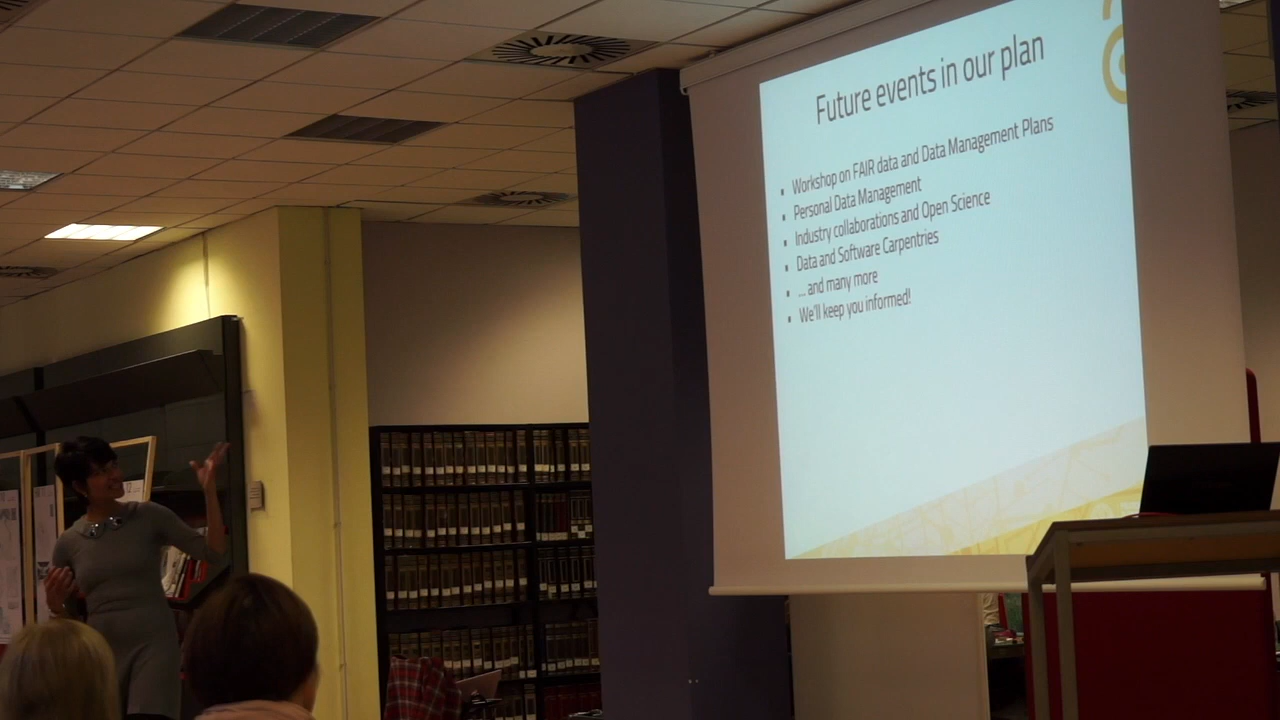 Future events in our plan
▪ Workshop on FAIR data and Data Management Plans
▪ Personal Data Management
▪ Industry collaborations and Open Science
▪ Data and Software Carpentries
▪ ... and many more
▪ We'll keep you informed!